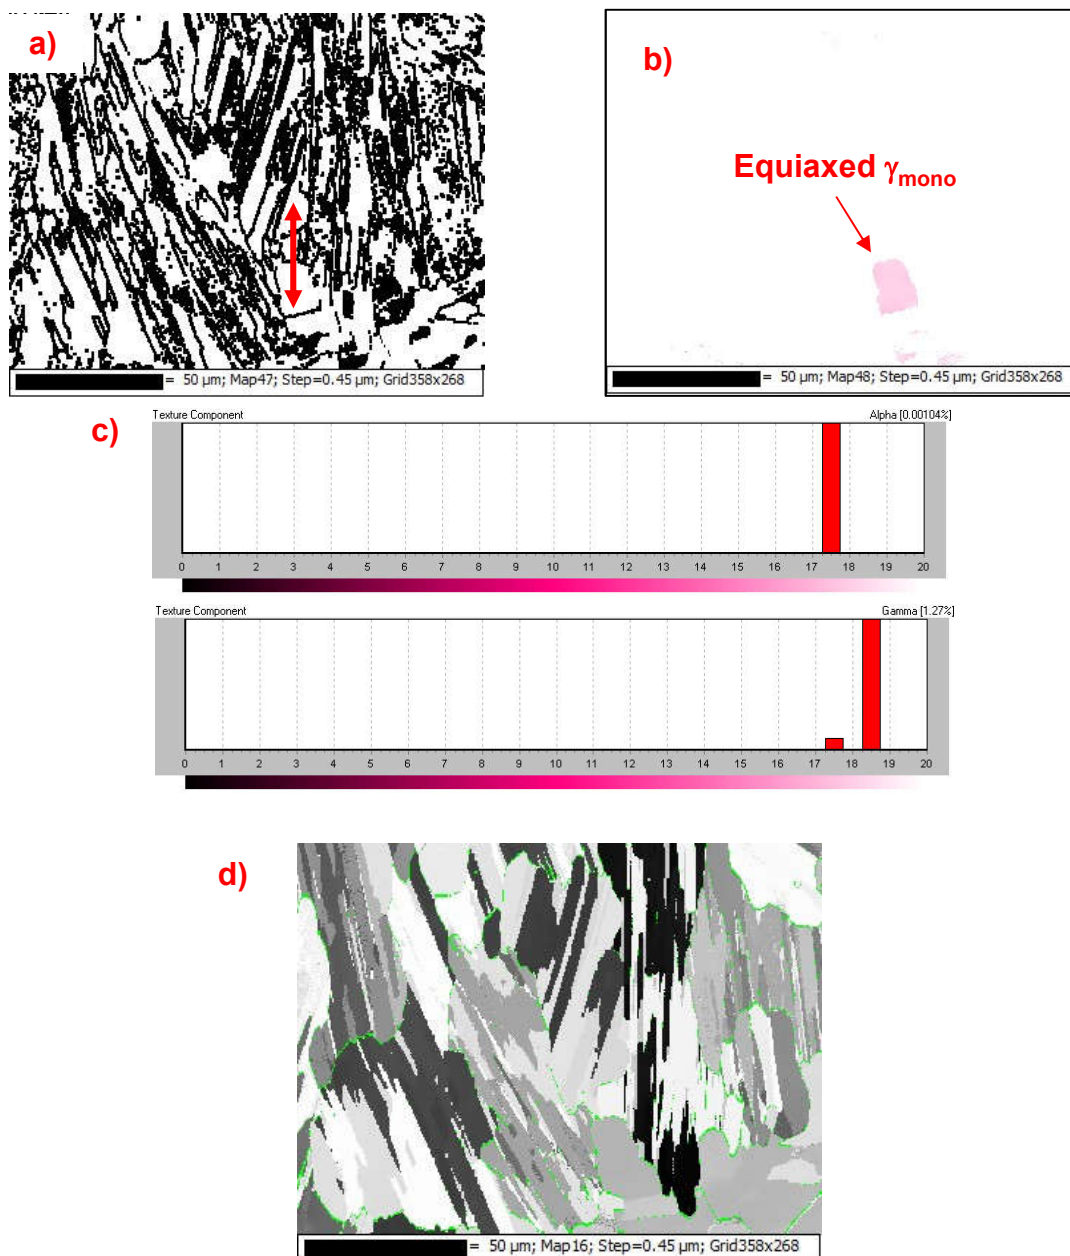 a)
= 50 µm; Map47; Step=0.45 µm; Grid358x268
b)
Equiaxed γmono
= 50 µm; Map48; Step=0.45 µm; Grid358x268
c)
Texture Component Alpha [0.00104%]
0 1 2 3 4 5 6 7 8 9 10 11 12 13 14 15 16 17 18 19 20
Texture Component Gamma [1.27%]
0 1 2 3 4 5 6 7 8 9 10 11 12 13 14 15 16 17 18 19 20
d)
= 50 µm; Map16; Step=0.45 µm; Grid358x268